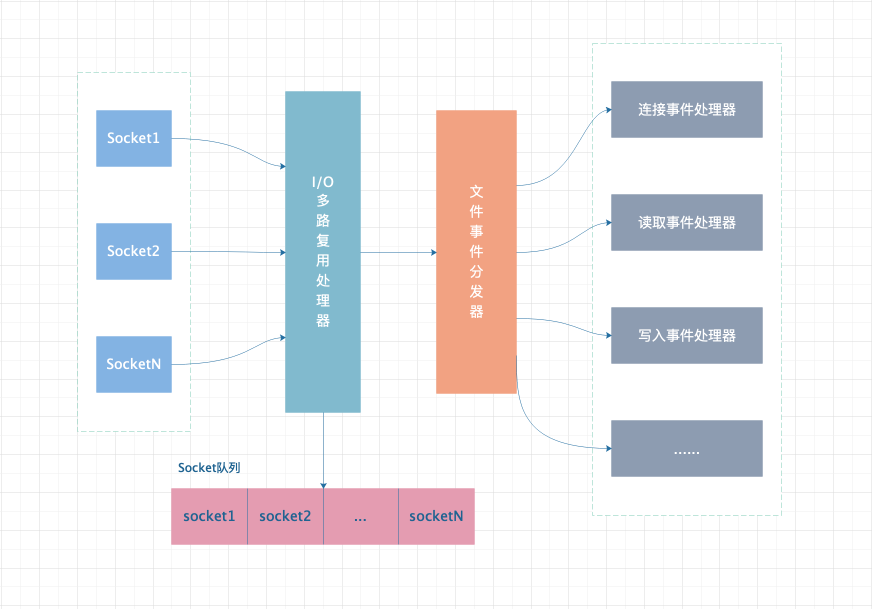 Socket1
Socket2
SocketN
I/O
多
路
复
用
处
理
器
文
件
事
件
分
发
器
连接事件处理器
读取事件处理器
写入事件处理器
......
Socket队列
socket1
socket2
...
socketN